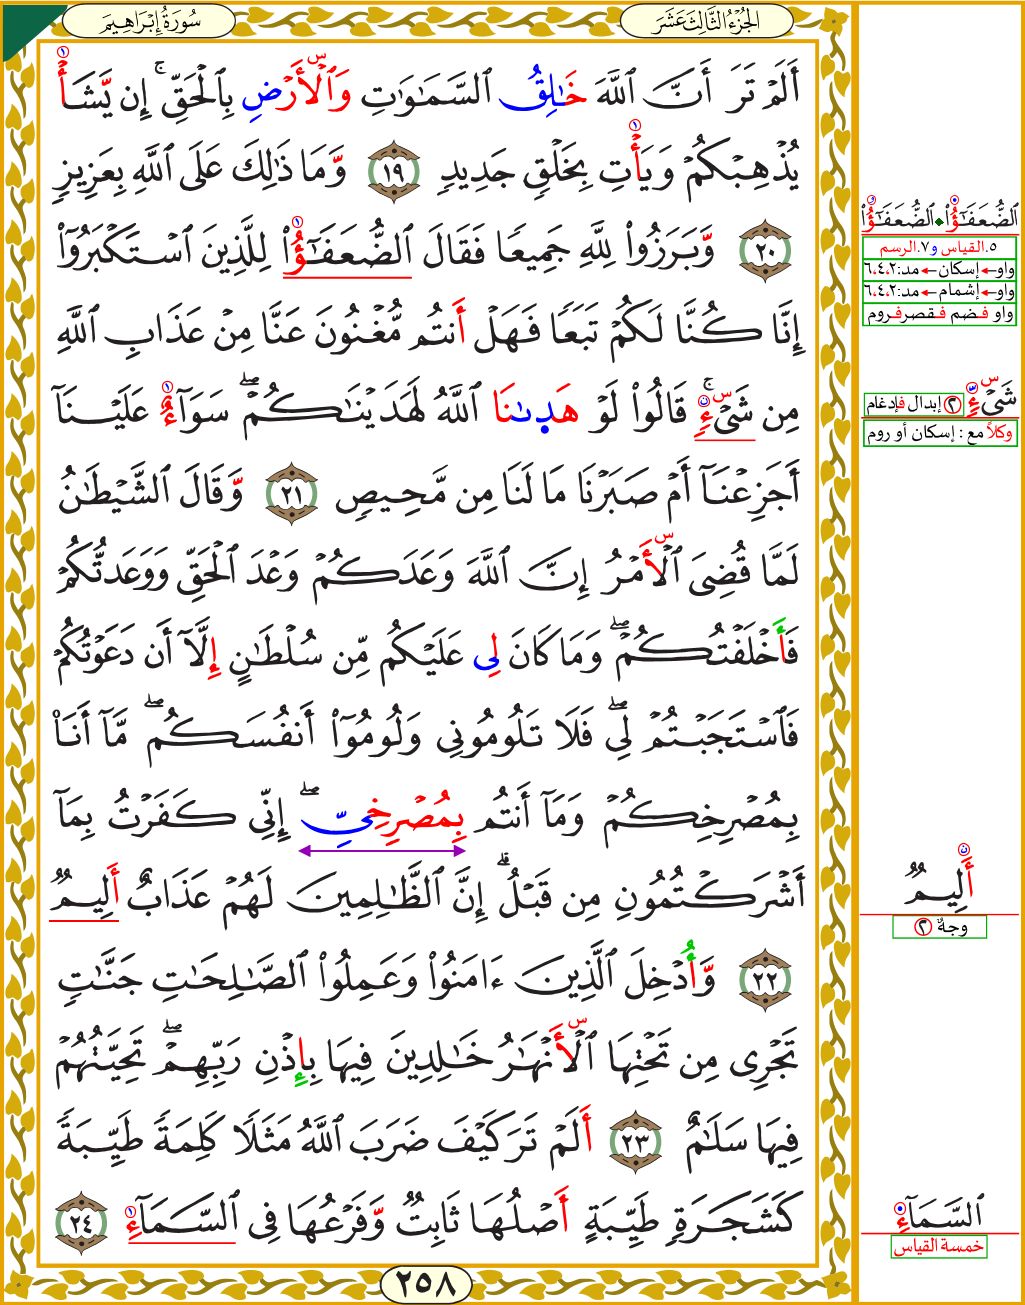 سُورَةُ إِبْرَاهِيمَ
الجُزْءُ الثَّالِثَ عَشَرَ
أَلَمْ تَرَ أَنَّ ٱللَّهَ خَٰلِقُ ٱلسَّمَٰوَٰتِ وَٱلْأَرْضِ بِٱلْحَقِّ ۚ إِن يَّشَأْ
يُذْهِبْكُمْ وَيَأْتِ بِخَلْقٍ جَدِيدٍ ١٩ وَّمَا ذَٰلِكَ عَلَى ٱللَّهِ بِعَزِيزٍ
٢٠ وَّبَرَزُوا۟ لِلَّهِ جَمِيعًا فَقَالَ ٱلضُّعَفَٰٓؤُا۟ لِلَّذِينَ ٱسْتَكْبَرُوٓا۟
إِنَّا كُنَّا لَكُمْ تَبَعًا فَهَلْ أَنتُم مُّغْنُونَ عَنَّا مِنْ عَذَابِ ٱللَّهِ
مِن شَىْءٍ ۚ قَالُوا۟ لَوْ هَدٜىٰنَا ٱللَّهُ لَهَدَيْنَٰكُمْ ۖ سَوَآءٌ عَلَيْنَآ
أَجَزِعْنَآ أَمْ صَبَرْنَا مَا لَنَا مِن مَّحِيصٍ ٢١ وَّقَالَ ٱلشَّيْطَٰنُ
لَمَّا قُضِىَ ٱلْأَمْرُ إِنَّ ٱللَّهَ وَعَدَكُمْ وَعْدَ ٱلْحَقِّ وَوَعَدتُّكُمْ
فَأَخْلَفْتُكُمْ ۖ وَمَا كَانَ لِى عَلَيْكُم مِّن سُلْطَٰنٍ إِلَّآ أَن دَعَوْتُكُمْ
فَٱسْتَجَبْتُمْ لِى ۖ فَلَا تَلُومُونِى وَلُومُوٓا۟ أَنفُسَكُم ۖ مَّآ أَنَا۠
بِمُصْرِخِكُمْ وَمَآ أَنتُم بِمُصْرِخِىِّ ۖ إِنِّى كَفَرْتُ بِمَآ
أَشْرَكْتُمُونِ مِن قَبْلُ ۗ إِنَّ ٱلظَّٰلِمِينَ لَهُمْ عَذَابٌ أَلِيمٌ
٢٢ وَّأُدْخِلَ ٱلَّذِينَ ءَامَنُوا۟ وَعَمِلُوا۟ ٱلصَّٰلِحَٰتِ جَنَّٰتٍ
تَجْرِى مِن تَحْتِهَا ٱلْأَنْهَٰرُ خَٰلِدِينَ فِيهَا بِإِذْنِ رَبِّهِمْ ۖ تَحِيَّتُهُمْ
فِيهَا سَلَٰمٌ ٢٣ أَلَمْ تَرَ كَيْفَ ضَرَبَ ٱللَّهُ مَثَلًا كَلِمَةً طَيِّبَةً
كَشَجَرَةٍ طَيِّبَةٍ أَصْلُهَا ثَابِتٌ وَّفَرْعُهَا فِى ٱلسَّمَآءِ ٢٤
٢٥٨
ٱلضُّعَفَٰٓؤُا۟ ٱلضُّعَفَٰٓؤُا۟
٥.القياس و٧.الرسم
واو←إسكان←مد:٦،٤،٢
واو←إشمام←مد:٦،٤،٢
واو فضم فقصر فروم
شَىْءٍ ٢ إبدال فإدغام
وكلاً مع : إسكان أو روم
أَلِيمٌ
وجهٌ ٢
ٱلسَّمَآءِ
خمسة القياس